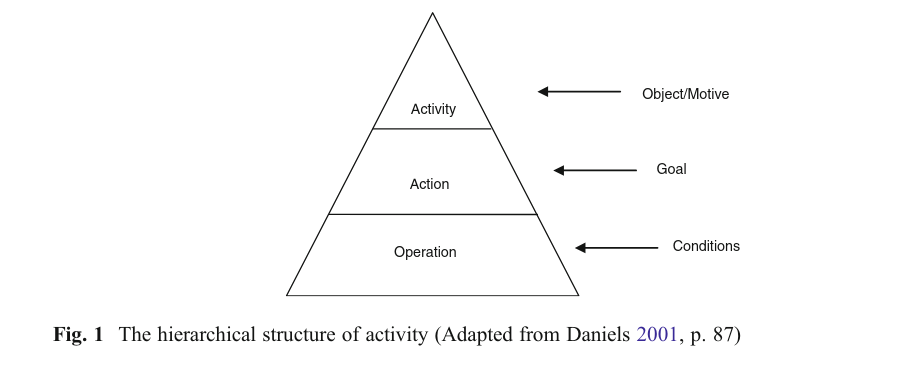 Activity
Object/Motive
Action
Goal
Operation
Conditions
Fig. 1 The hierarchical structure of activity (Adapted from Daniels 2001, p. 87)